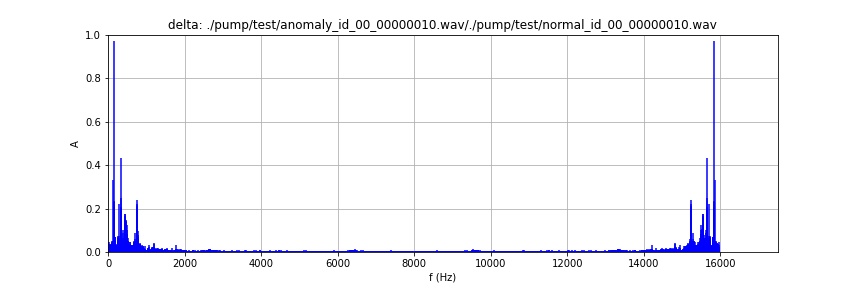 delta: ./pump/test/anomaly_id_00_00000010.wav/./pump/test/normal_id_00_00000010.wav
1.0
0.8
0.6
0.4
0.2
0.0
A
0 2000 4000 6000 8000 10000 12000 14000 16000
f (Hz)